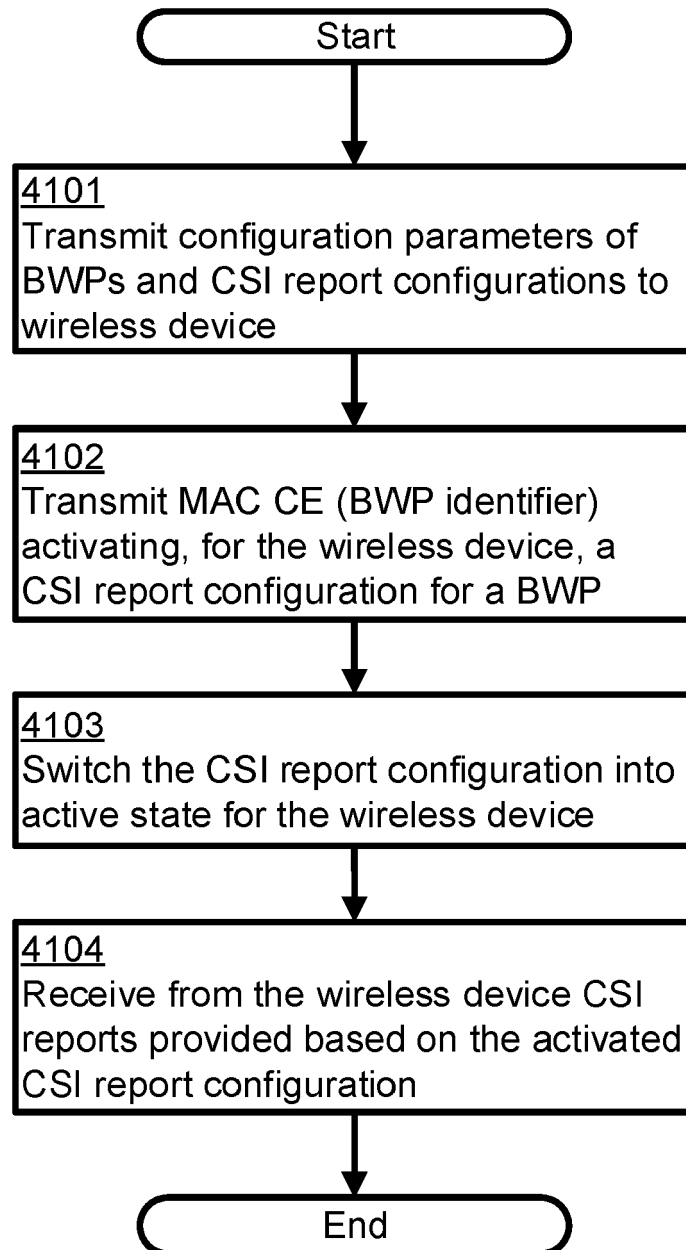 Start
4101
Transmit configuration parameters of
BWPs and CSI report configurations to
wireless device
4102
Transmit MAC CE (BWP identifier)
activating, for the wireless device, a
CSI report configuration for a BWP
4103
Switch the CSI report configuration into
active state for the wireless device
4104
Receive from the wireless device CSI
reports provided based on the activated
CSI report configuration
End